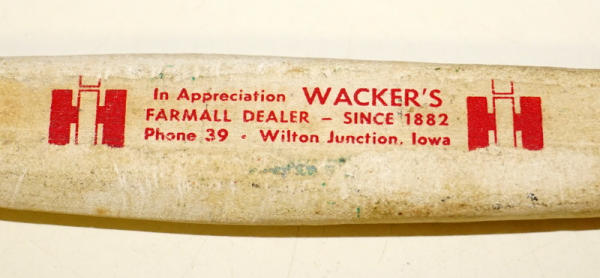 In Appreciation WACKER'S
FARMALL DEALER - SINCE 1882
Phone 39 - Wilton Junction, Iowa